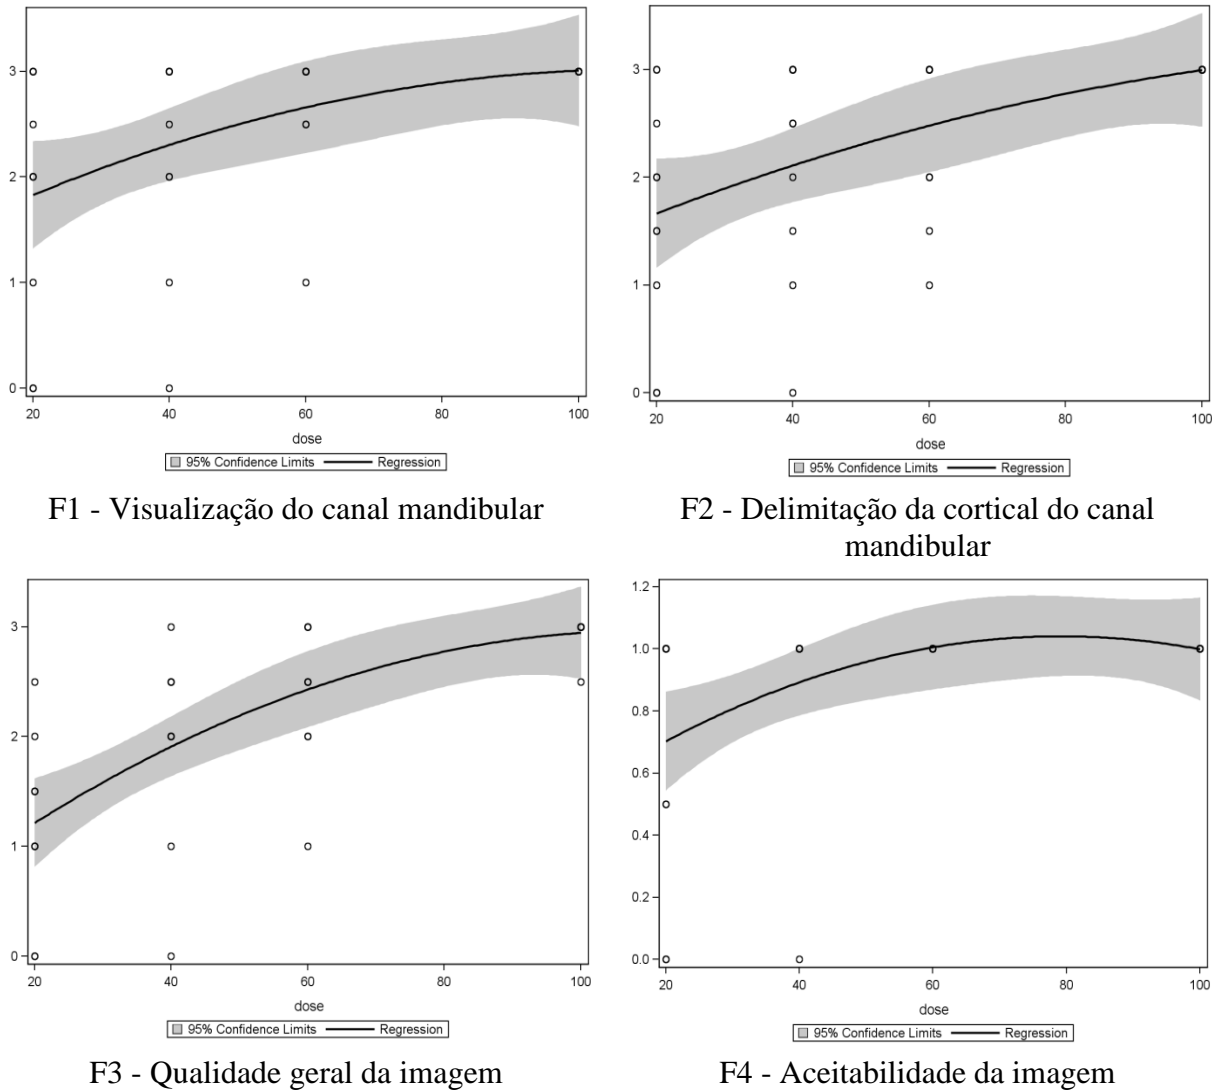 3
2
1
0
20
40
60
80
100
dose
95% Confidence Limits
Regression
F1 - Visualização do canal mandibular
3
2
1
0
20
40
60
80
100
dose
95% Confidence Limits
Regression
F2 - Delimitação da cortical do canal
mandibular
3
2
1
0
20
40
60
80
100
dose
95% Confidence Limits
Regression
F3 - Qualidade geral da imagem
1.2
1.0
0.8
0.6
0.4
0.2
0.0
20
40
60
80
100
dose
95% Confidence Limits
Regression
F4 - Aceitabilidade da imagem